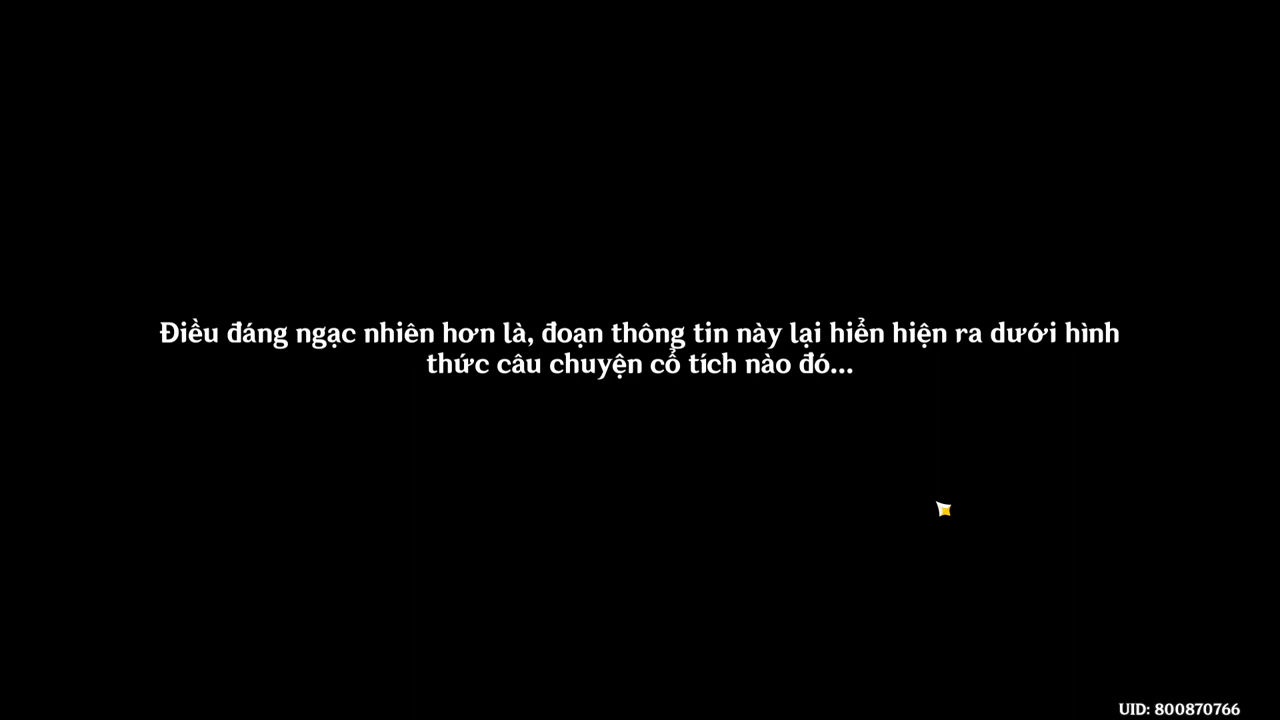 Điều đáng ngạc nhiên hơn là, đoạn thông tin này lại hiển hiện ra dưới hình
thức câu chuyện cổ tích nào đó...
UID: 800870766